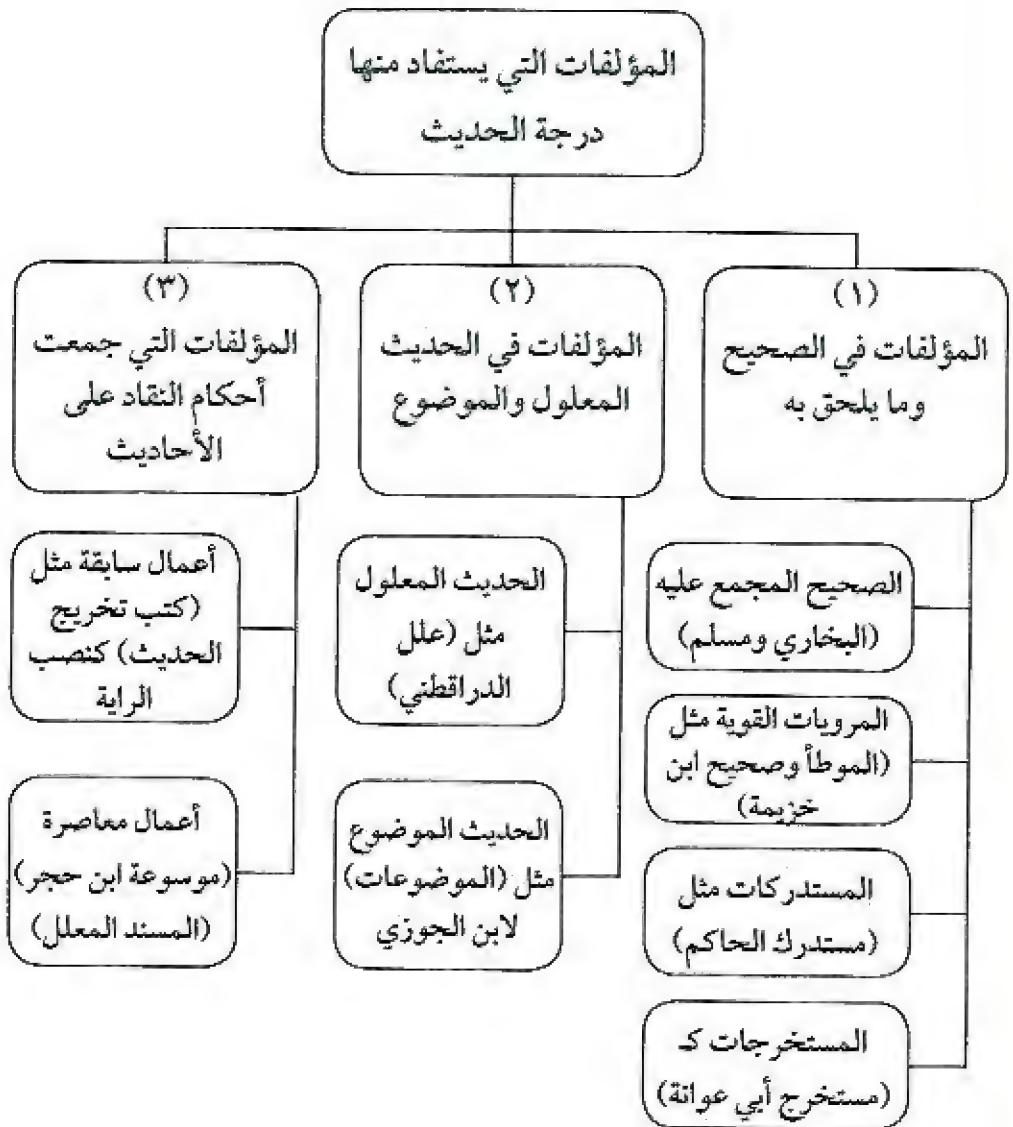 المؤلفات التي يستفاد منها
درجة الحديث
(١)
المؤلفات في الصحيح
وما يلحق به
الصحيح المجمع عليه
(البخاري ومسلم)
المرويات القوية مثل
(الموطأ وصحيح ابن
خزيمة)
المستدركات مثل
(مستدرك الحاكم)
المستخرجات كـ
(مستخرج أبي عوانة)
(٢)
المؤلفات في الحديث
المعلول والموضوع
الحديث المعلول
مثل (علل
الدراقطني)
الحديث الموضوع
مثل (الموضوعات)
لابن الجوزي
(٣)
المؤلفات التي جمعت
أحكام النقاد على
الأحاديث
أعمال سابقة مثل
(كتب تخريج
الحديث) كنصب
الراية
أعمال معاصرة
(موسوعة ابن حجر)
(المسند المعلل)